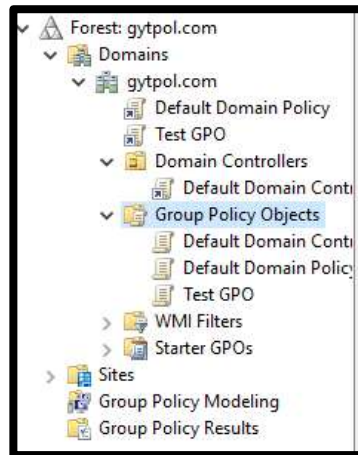 Forest: gytpol.com
Domains
gytpol.com
Default Domain Policy
Test GPO
Domain Controllers
Default Domain Contr
Group Policy Objects
Default Domain Contr
Default Domain Policy
Test GPO
WMI Filters
Starter GPOs
Sites
Group Policy Modeling
Group Policy Results